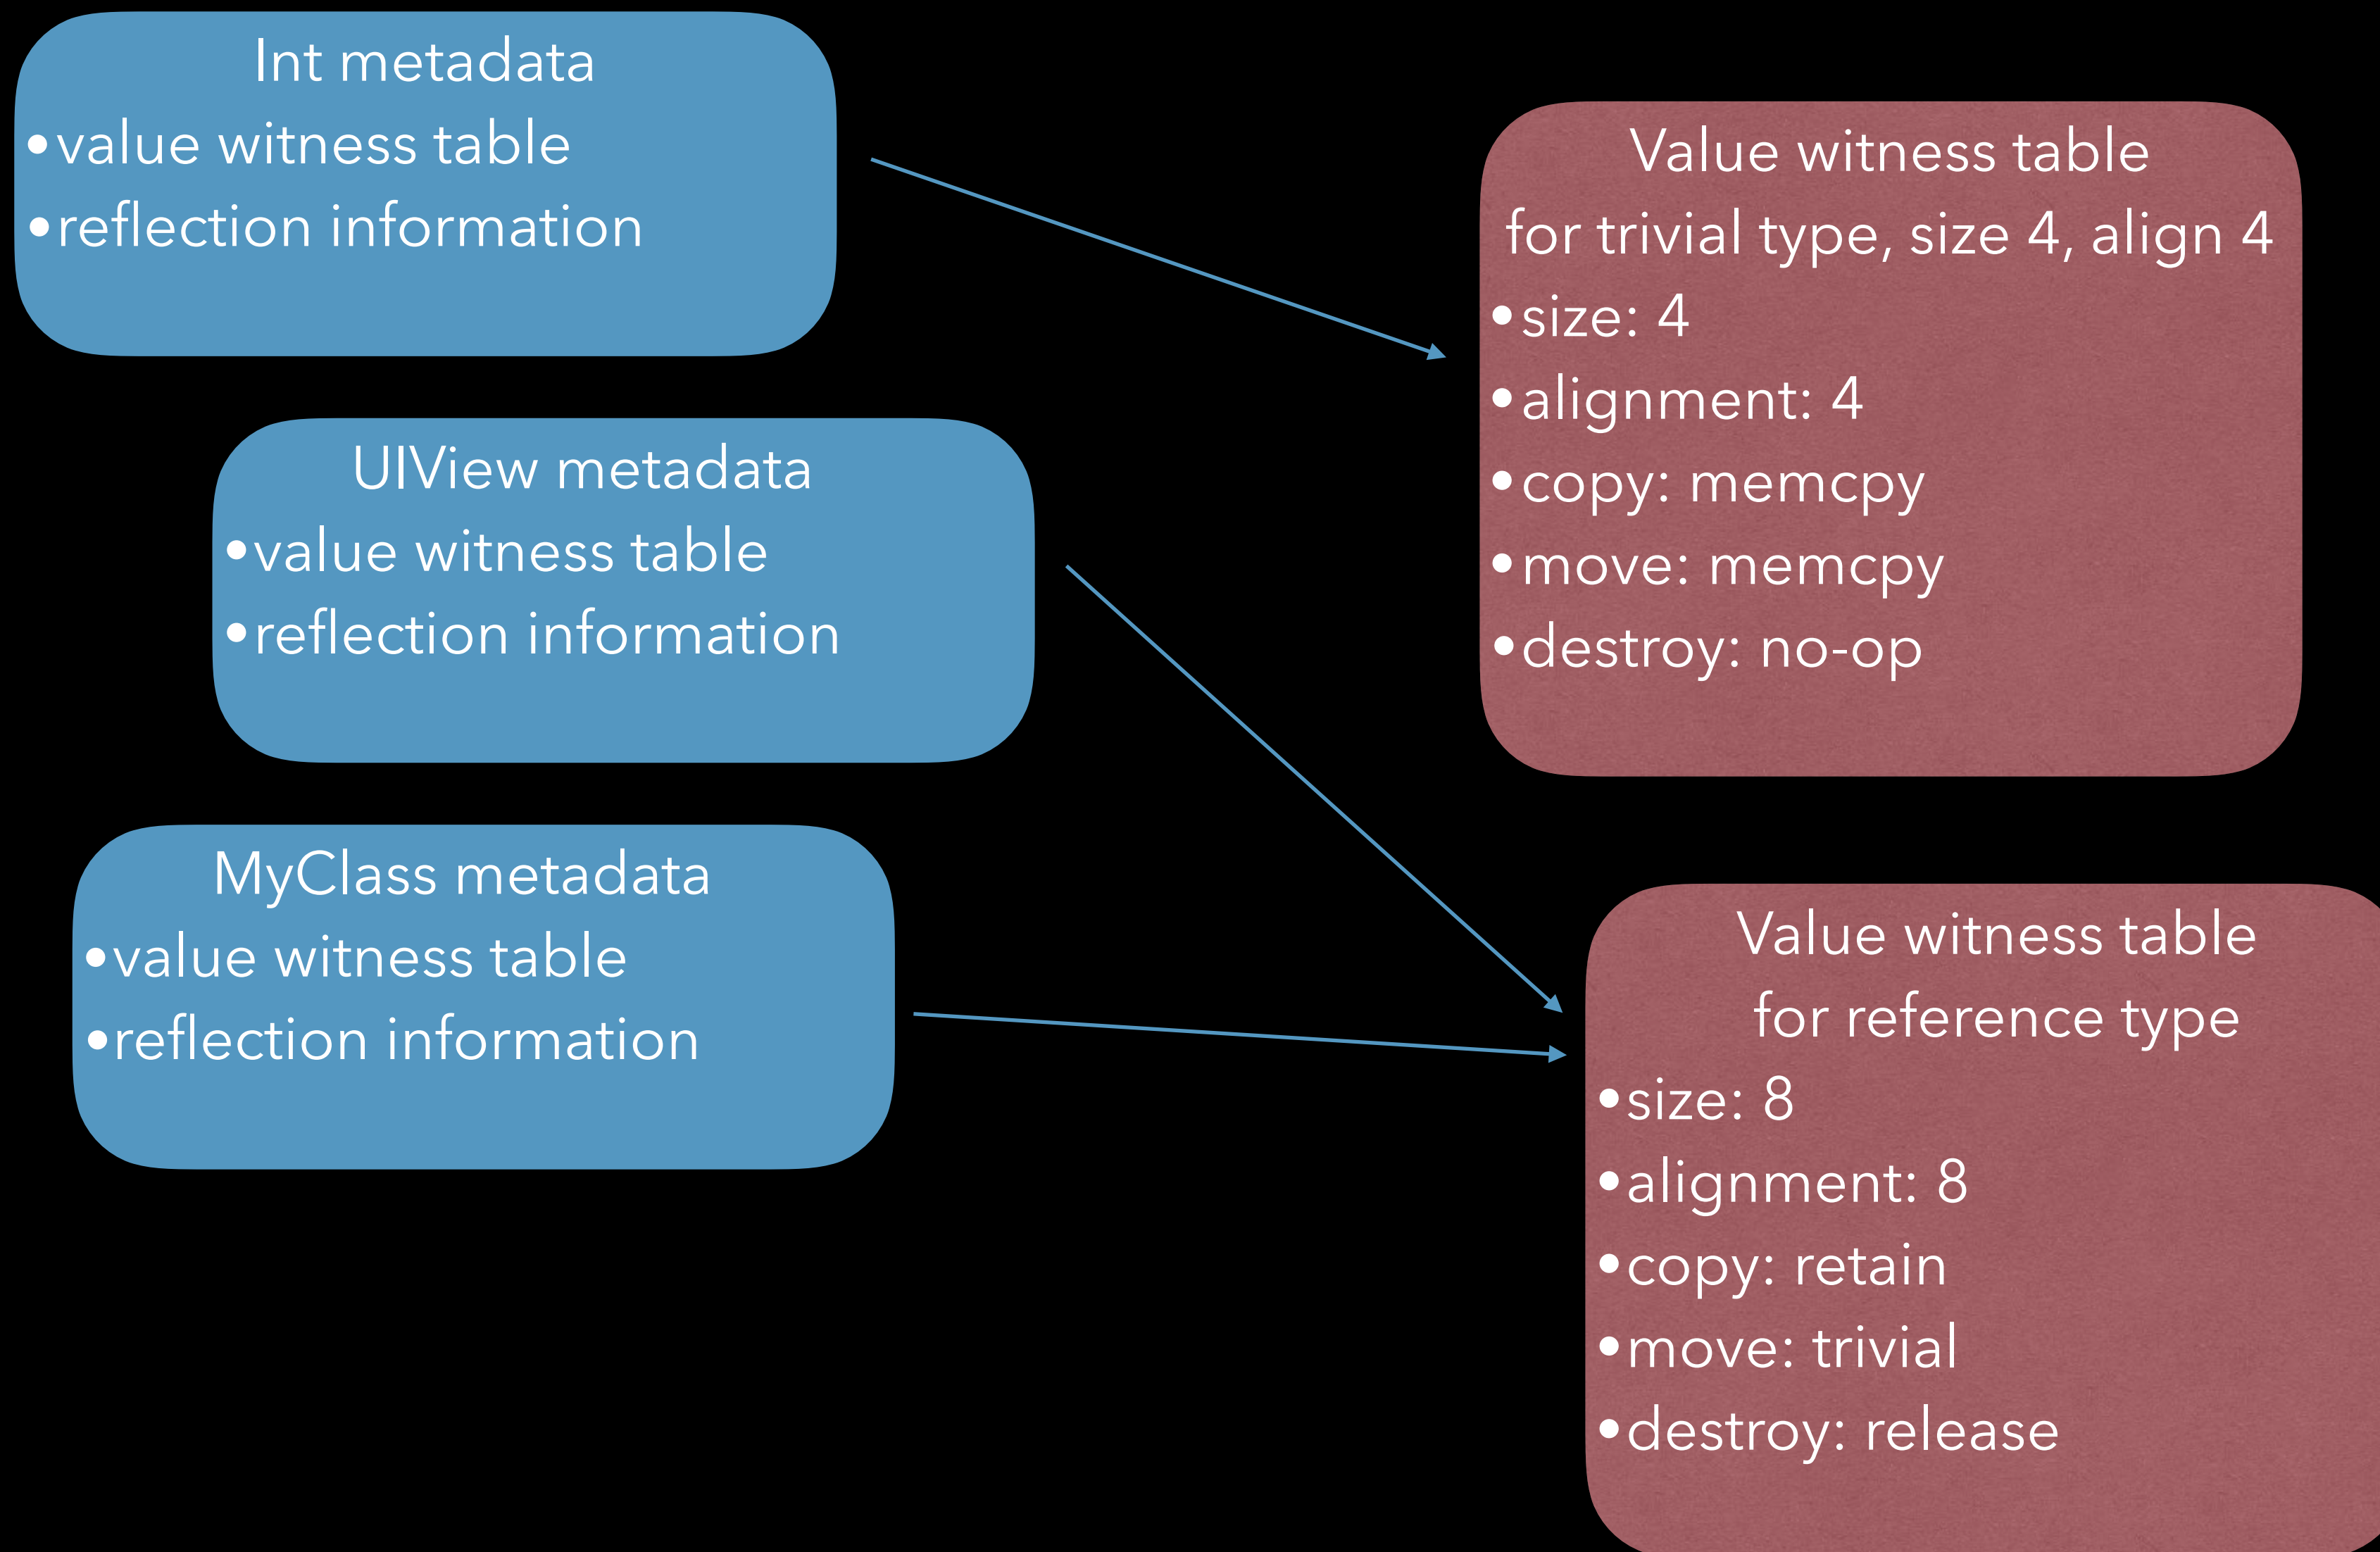 Int metadata
•value witness table
•reflection information
UIView metadata
•value witness table
•reflection information
MyClass metadata
•value witness table
•reflection information
Value witness table
for trivial type, size 4, align 4
•size: 4
•alignment: 4
•copy: memcpy
•move: memcpy
•destroy: no-op
Value witness table
for reference type
•size: 8
•alignment: 8
•copy: retain
•move: trivial
•destroy: release